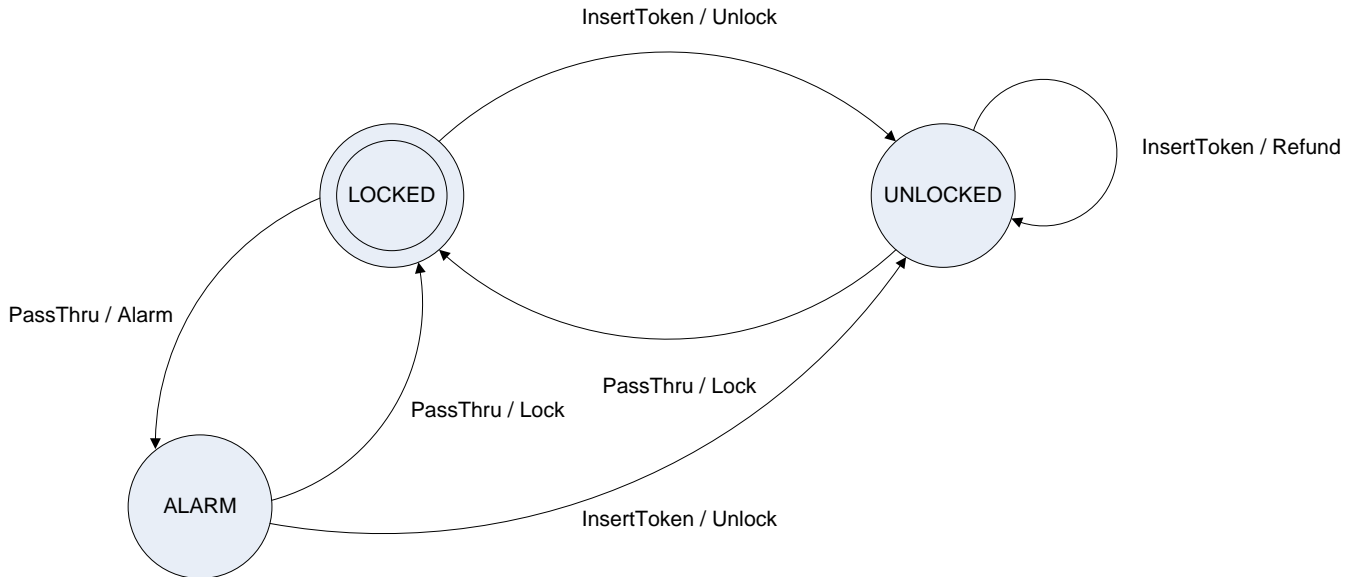 InsertToken / Unlock
InsertToken / Refund
LOCKED
UNLOCKED
PassThru / Alarm
PassThru / Lock
PassThru / Lock
ALARM
InsertToken / Unlock